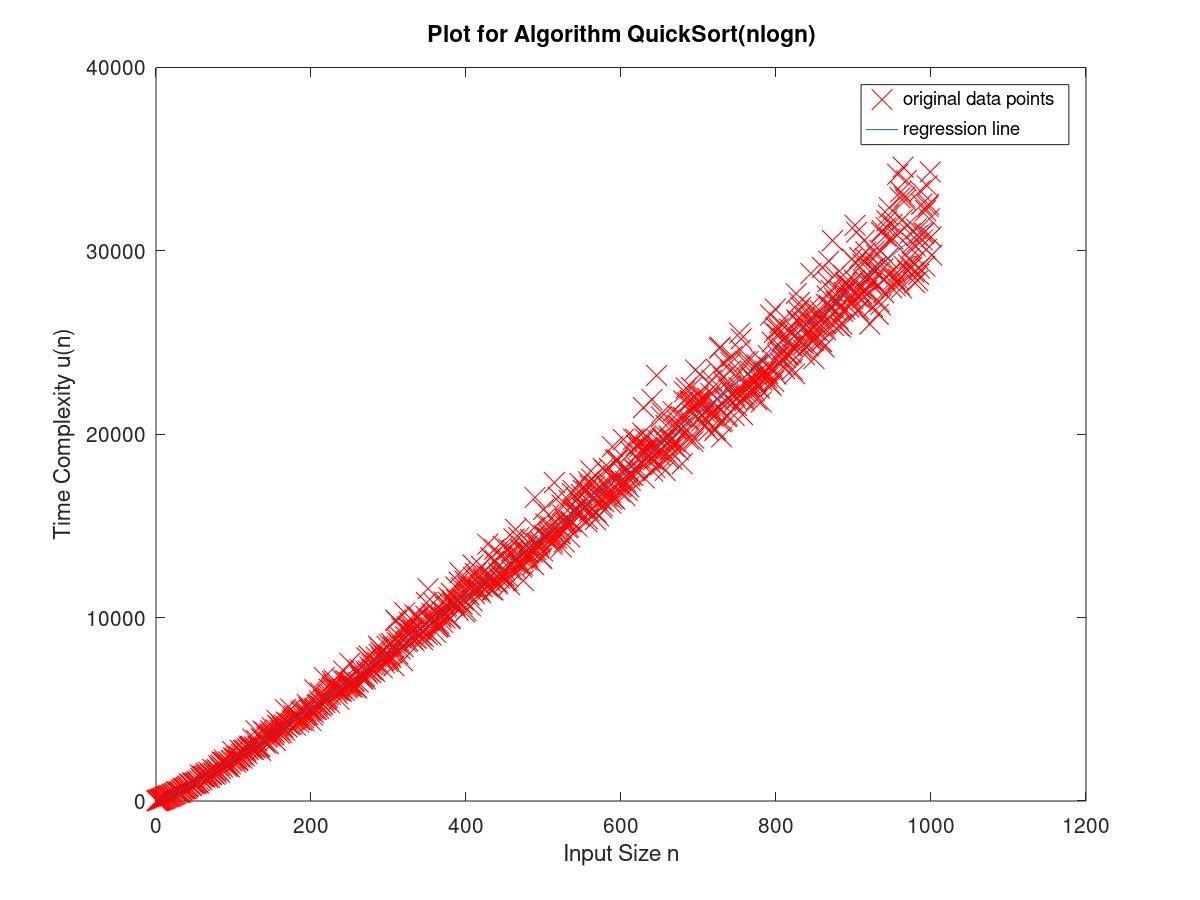 Plot for Algorithm QuickSort(nlogn)
40000
original data points
regression line
30000
Time Complexity u(n)
20000
10000
0
0 200 400 600 800 1000 1200
Input Size n